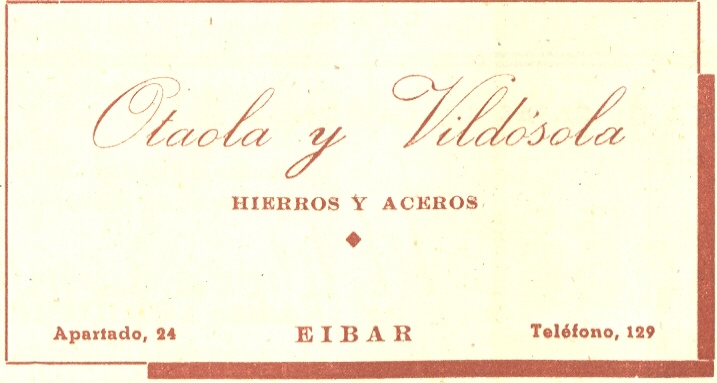 Otaola y Vildósola
HIERROS Y ACEROS
Apartado, 24 EIBAR Teléfono, 129